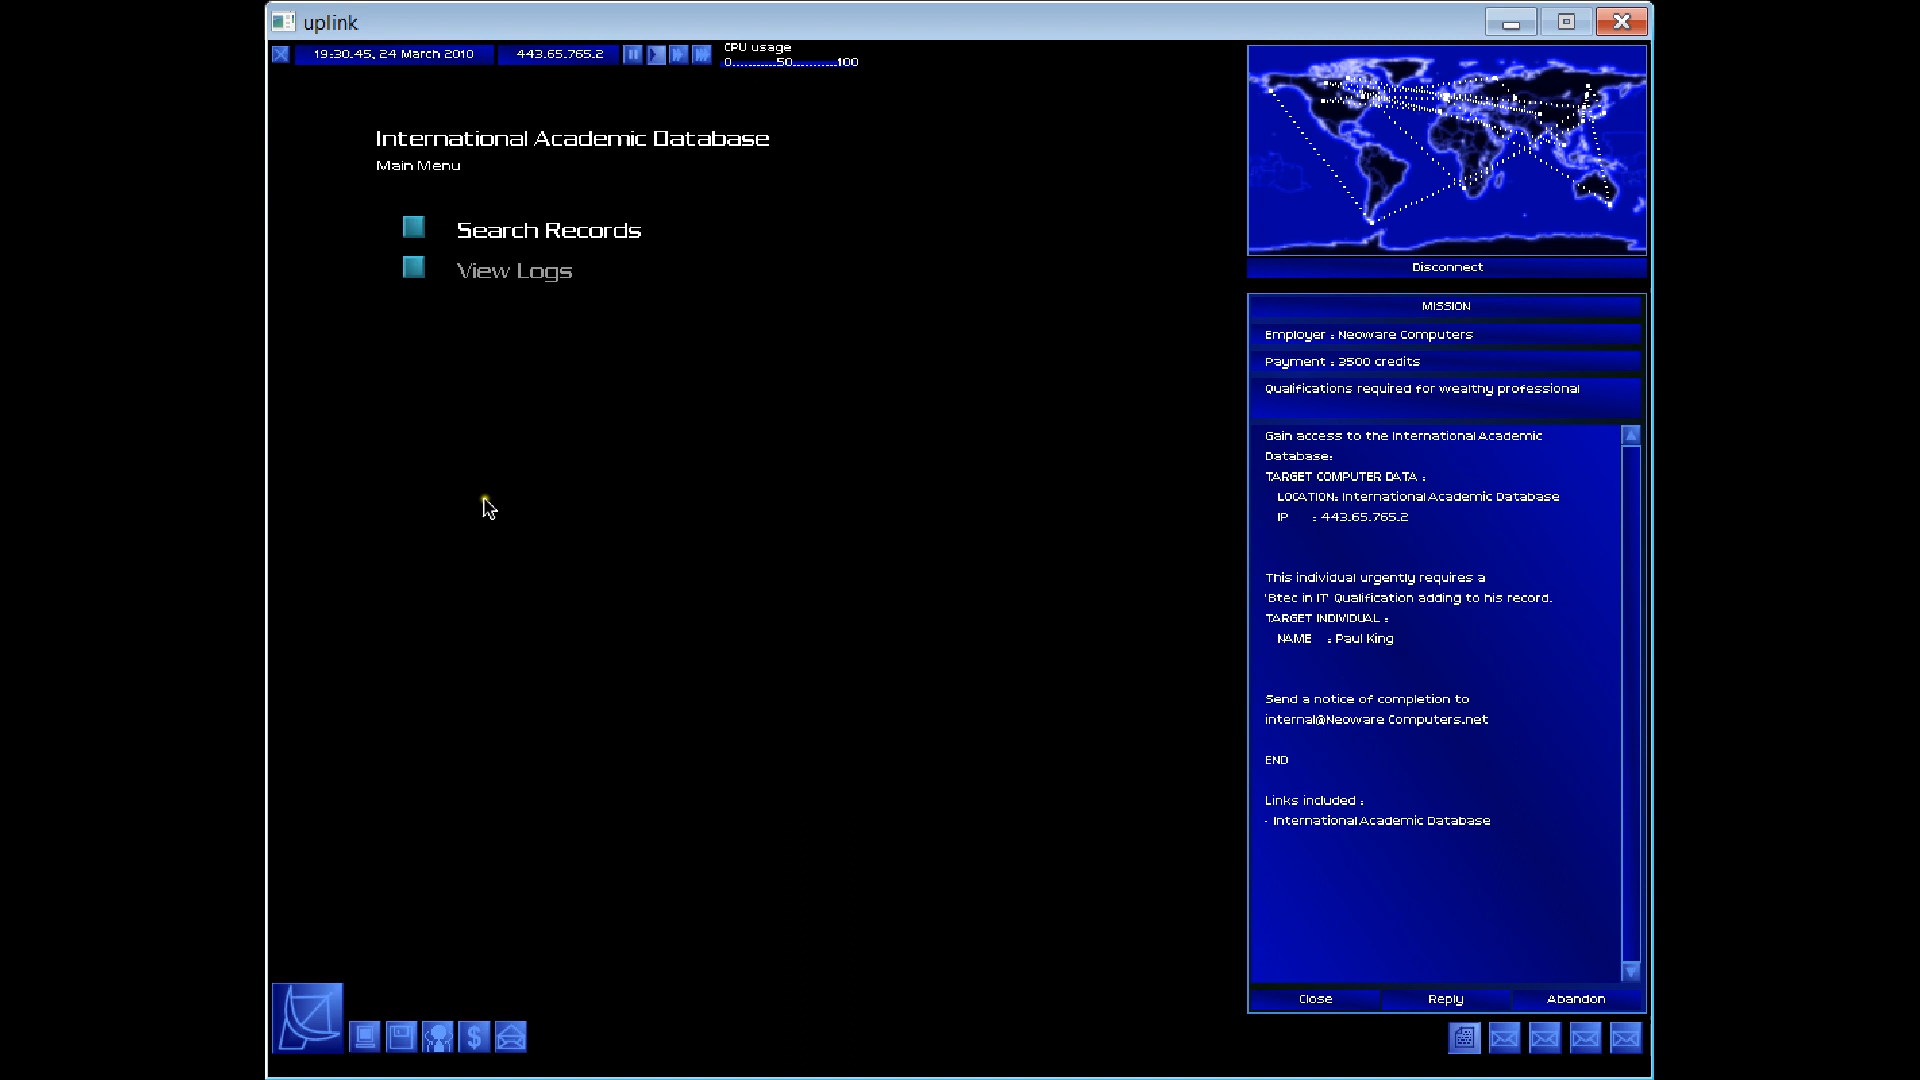 uplink
19:30.45, 24 March 2010
443.65.765.2
CPU usage
0...........50...........100
International Academic Database
Main Menu
Search Records
View Logs
Disconnect
MISSION
Employer : Neoware Computers
Payment : 3500 credits
Qualifications required for wealthy professional
Gain access to the International Academic
Database:
TARGET COMPUTER DATA :
LOCATION: International Academic Database
IP : 443.65.765.2
This individual urgently requires a
'Btec in IT' Qualification adding to his record.
TARGET INDIVIDUAL :
NAME : Paul King
Send a notice of completion to
internal@Neoware Computers.net
END
Links included :
- International Academic Database
Close
Reply
Abandon